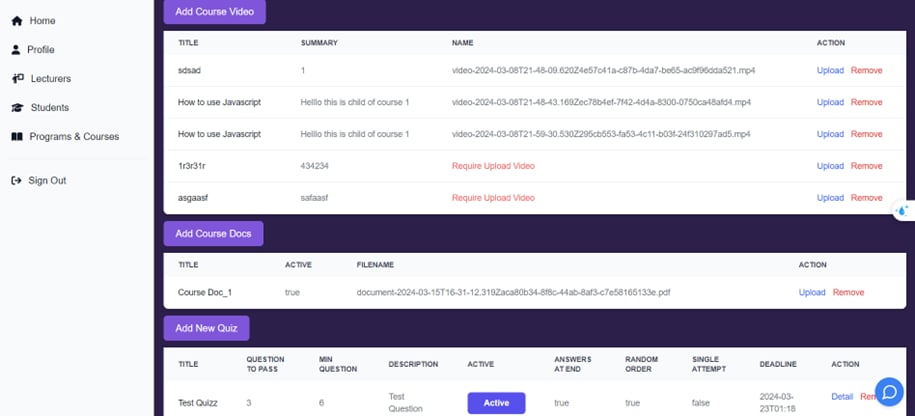 Home
Profile
Lecturers
Students
Programs & Courses
Sign Out
Add Course Video
TITLE SUMMARY NAME ACTION
sdsad 1 video-2024-03-08T21-48-09.620Z4e57c41a-c87b-4da7-be65-ac9f96dda521.mp4 Upload Remove
How to use Javascript Helllo this is child of course 1 video-2024-03-08T21-48-43.169Zec78b4ef-7f42-4d4a-8300-0750ca48afd4.mp4 Upload Remove
How to use Javascript Helllo this is child of course 1 video-2024-03-08T21-59-30.530Z295cb553-fa53-4c11-b03f-24f310297ad5.mp4 Upload Remove
1r3r31r 434234 Require Upload Video Upload Remove
asgaasf safaasf Require Upload Video Upload Remove
Add Course Docs
TITLE ACTIVE FILENAME ACTION
Course Doc_1 true document-2024-03-15T16-31-12.319Zaca80b34-8f8c-44ab-8af3-c7e58165133e.pdf Upload Remove
Add New Quiz
TITLE QUESTION TO PASS MIN QUESTION DESCRIPTION ACTIVE ANSWERS AT END RANDOM ORDER SINGLE ATTEMPT DEADLINE ACTION
Test Quizz 3 6 Test Question Active true true false 2024-03-23T01:18 Detail